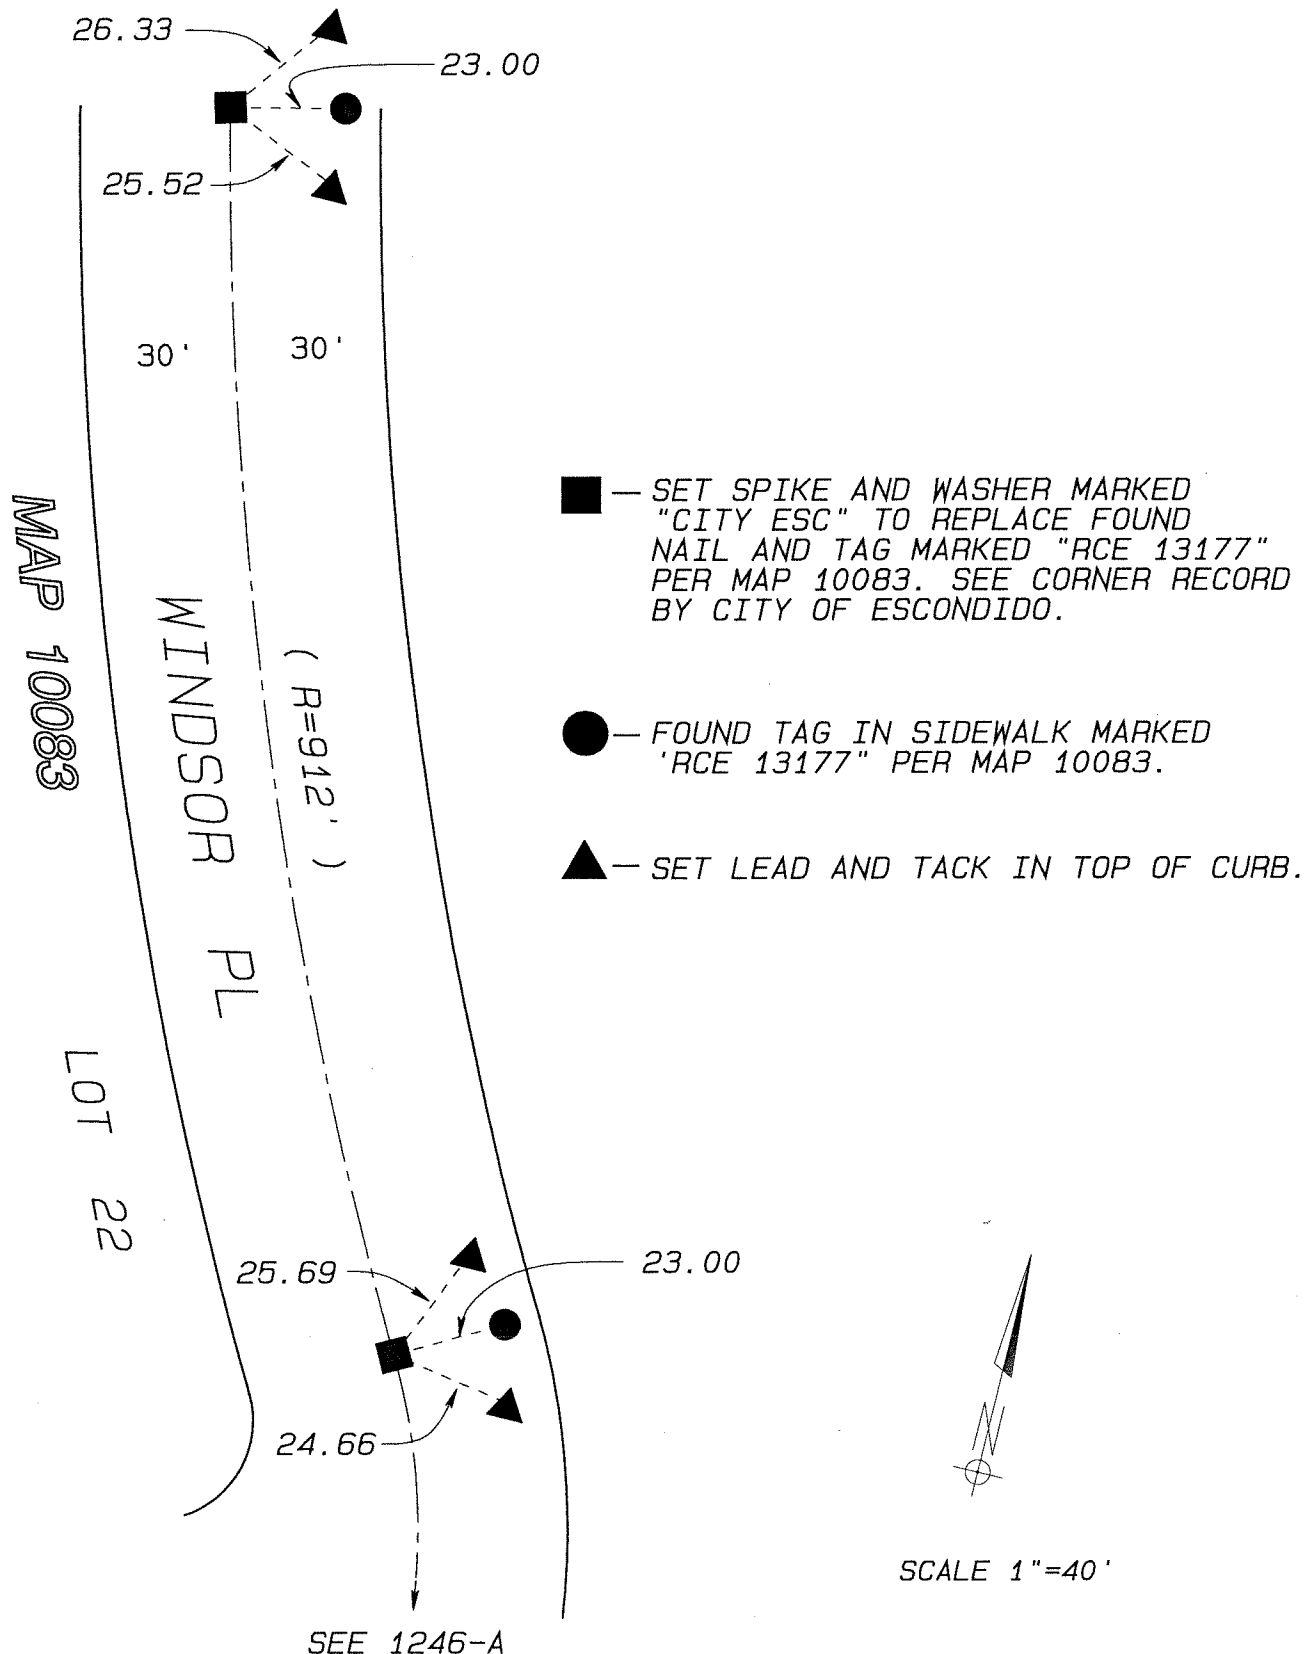 26.33
23.00
25.52
30'
30'
SET SPIKE AND WASHER MARKED
"CITY ESC" TO REPLACE FOUND
NAIL AND TAG MARKED "RCE 13177"
PER MAP 10083. SEE CORNER RECORD
BY CITY OF ESCONDIDO.
MAP 10083
WINDSOR PL
( R=912' )
FOUND TAG IN SIDEWALK MARKED
'RCE 13177" PER MAP 10083.
SET LEAD AND TACK IN TOP OF CURB.
LOT 22
25.69
23.00
24.66
N
SCALE 1"=40'
SEE 1246-A